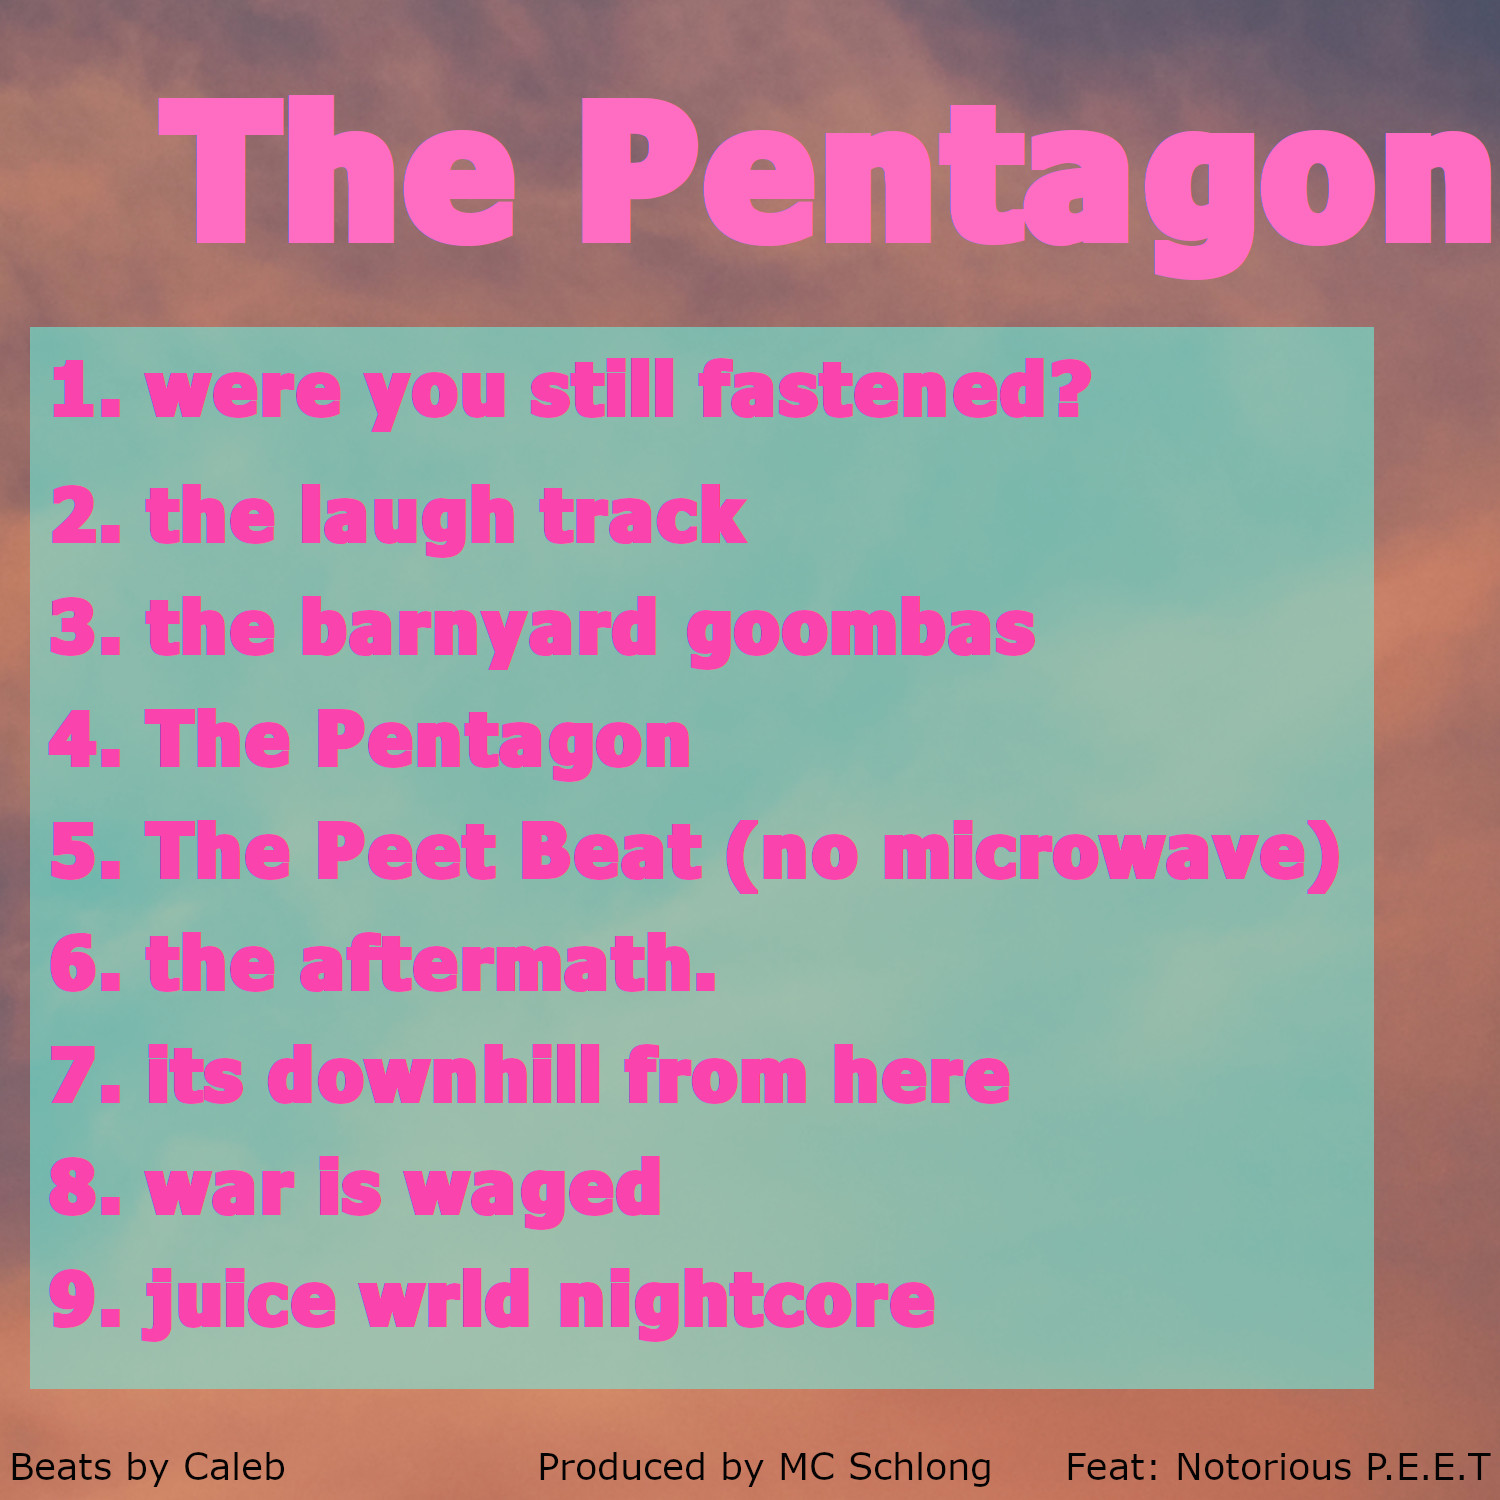 The Pentagon
1. were you still fastened?
2. the laugh track
3. the barnyard goombas
4. The Pentagon
5. The Peet Beat (no microwave)
6. the aftermath.
7. its downhill from here
8. war is waged
9. juice wrld nightcore
Beats by Caleb Produced by MC Schlong Feat: Notorious P.E.E.T